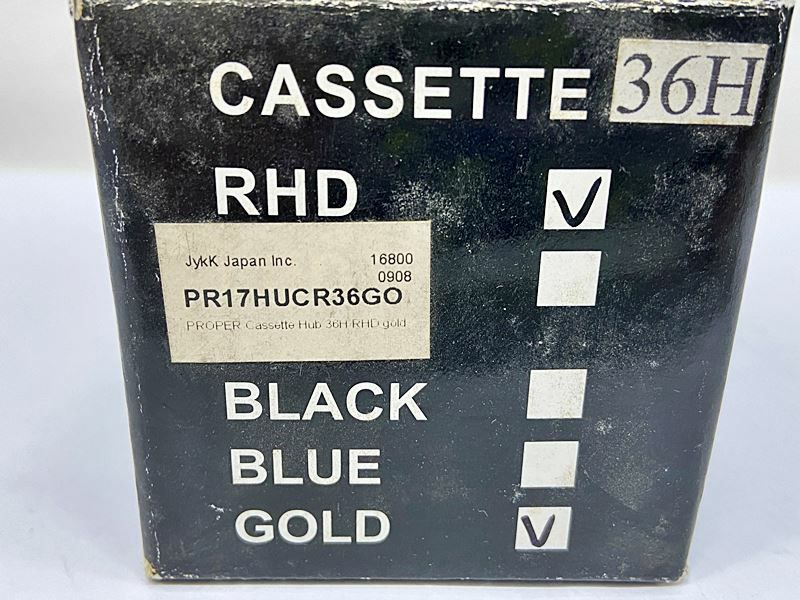 CASSETTE 36H
RHD V
JykK Japan Inc. 16800
0908
PR17HUCR36GO
PROPER Cassette Hub 36H RHD gold
BLACK
BLUE
GOLD V